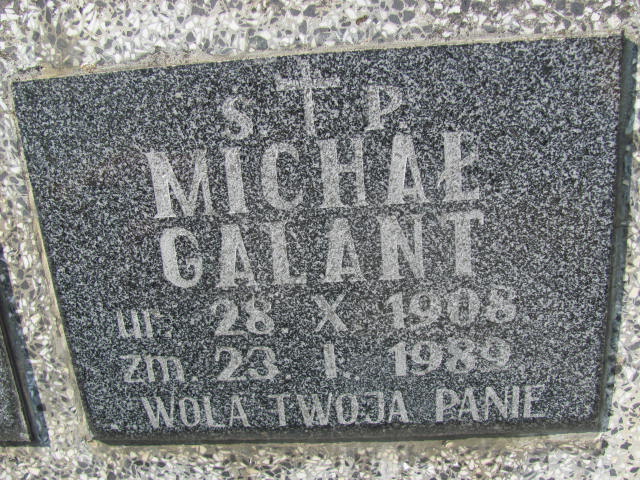 S. P.
MICHAŁ
GALANT
ur. 28. X. 1908
zm. 23. I. 1989.
WOLA TWOJA PANIE